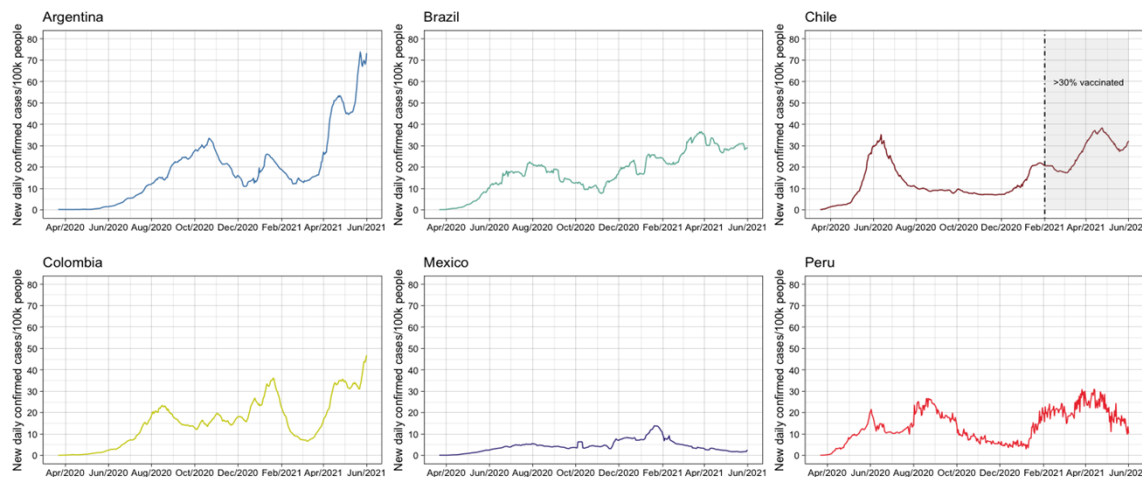 Argentina
New daily confirmed cases/100k people
80
70
60
50
40
30
20
10
0
Apr/2020 Jun/2020 Aug/2020 Oct/2020 Dec/2020 Feb/2021 Apr/2021 Jun/2021
Brazil
New daily confirmed cases/100k people
80
70
60
50
40
30
20
10
0
Apr/2020 Jun/2020 Aug/2020 Oct/2020 Dec/2020 Feb/2021 Apr/2021 Jun/2021
Chile
New daily confirmed cases/100k people
80
70
60
50
40
30
20
10
0
>30% vaccinated
Apr/2020 Jun/2020 Aug/2020 Oct/2020 Dec/2020 Feb/2021 Apr/2021 Jun/2021
Colombia
New daily confirmed cases/100k people
80
70
60
50
40
30
20
10
0
Apr/2020 Jun/2020 Aug/2020 Oct/2020 Dec/2020 Feb/2021 Apr/2021 Jun/2021
Mexico
New daily confirmed cases/100k people
80
70
60
50
40
30
20
10
0
Apr/2020 Jun/2020 Aug/2020 Oct/2020 Dec/2020 Feb/2021 Apr/2021 Jun/2021
Peru
New daily confirmed cases/100k people
80
70
60
50
40
30
20
10
0
Apr/2020 Jun/2020 Aug/2020 Oct/2020 Dec/2020 Feb/2021 Apr/2021 Jun/2021